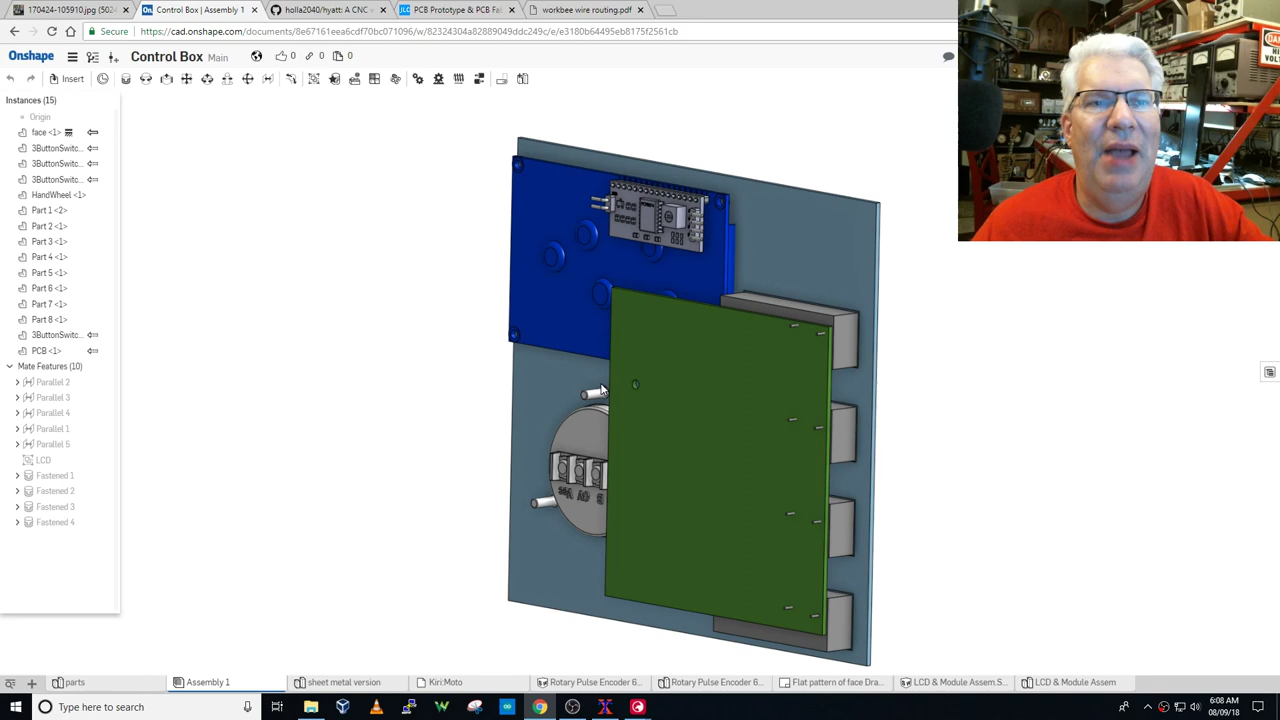 170424-105910.jpg (502×
Control Box | Assembly 1
holla2040/hyatt: A CNC v
PCB Prototype & PCB Fab
workbee wire routing.pdf
Secure
https://cad.onshape.com/documents/8e67161eea6cdf70bc071096/w/82324304a82889049ddc249c/e/e3180b64495eb8175f2561cb
Onshape
Control Box Main
0
0
0
Insert
Instances (15)
Origin
face <1>
3ButtonSwitc...
3ButtonSwitc...
3ButtonSwitc...
HandWheel <1>
Part 1 <2>
Part 2 <1>
Part 3 <1>
Part 4 <1>
Part 5 <1>
Part 6 <1>
Part 7 <1>
Part 8 <1>
3ButtonSwitc...
PCB <1>
Mate Features (10)
Parallel 2
Parallel 3
Parallel 4
Parallel 1
Parallel 5
LCD
Fastened 1
Fastened 2
Fastened 3
Fastened 4
DANGER
HIGH
parts
Assembly 1
sheet metal version
Kiri:Moto
Rotary Pulse Encoder 6...
Rotary Pulse Encoder 6...
Flat pattern of face Dra...
LCD & Module Assem.S...
LCD & Module Assem
Type here to search
6:08 AM
08/09/18